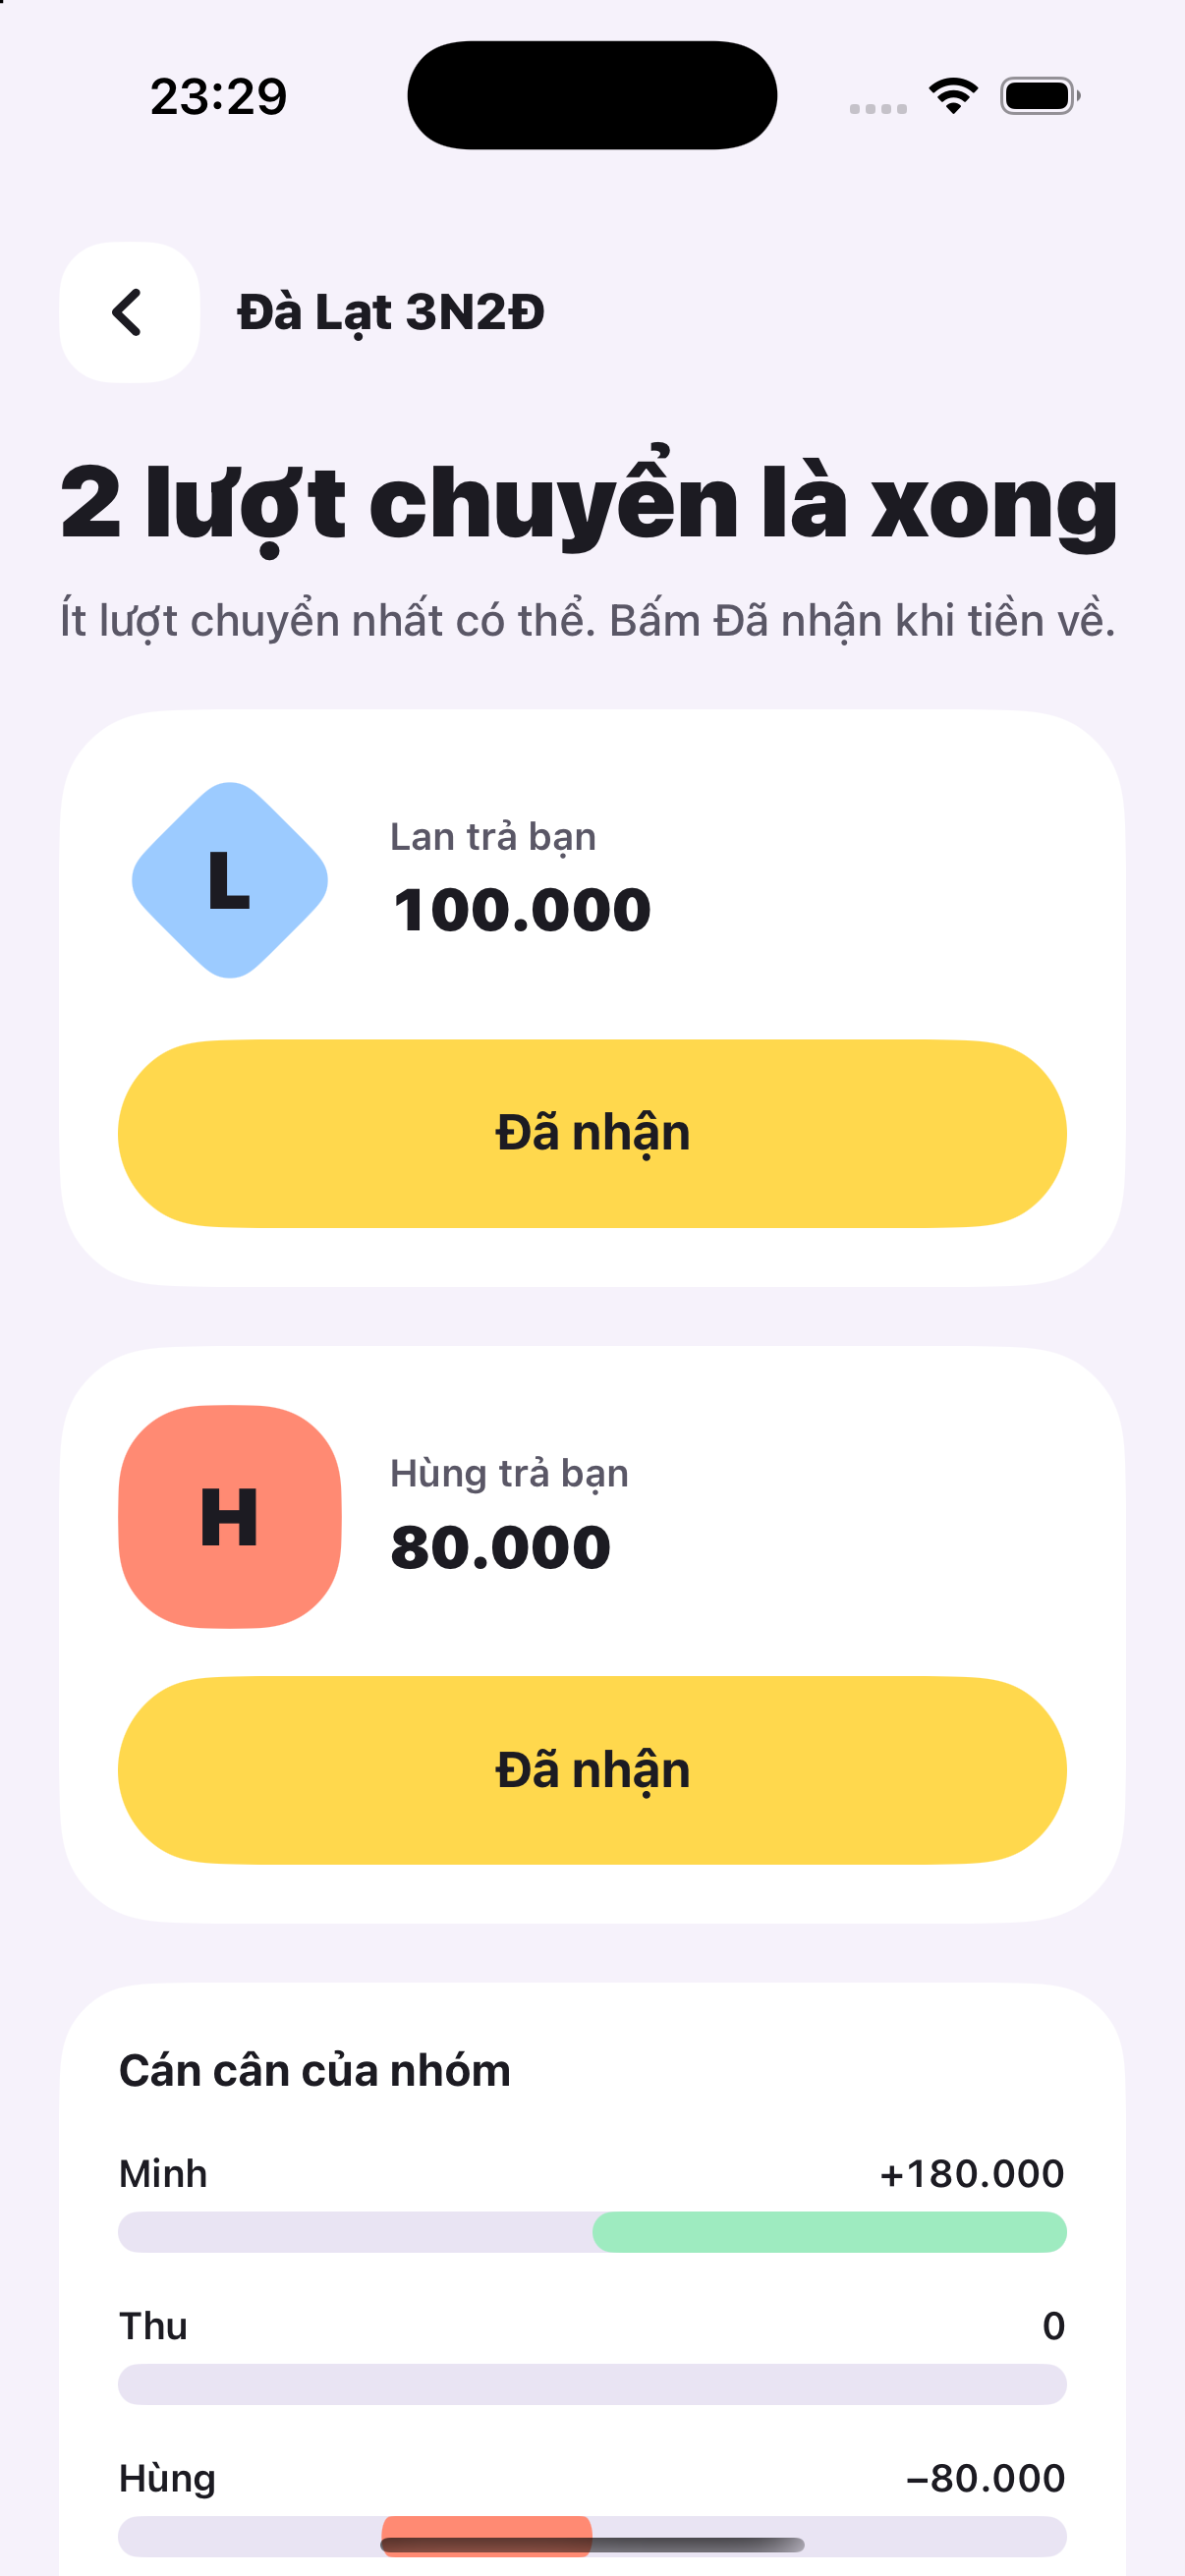 23:29
Đà Lạt 3N2Đ
2 lượt chuyển là xong
Ít lượt chuyển nhất có thể. Bấm Đã nhận khi tiền về.
L
Lan trả bạn
100.000
Đã nhận
H
Hùng trả bạn
80.000
Đã nhận
Cán cân của nhóm
Minh +180.000
Thu 0
Hùng –80.000